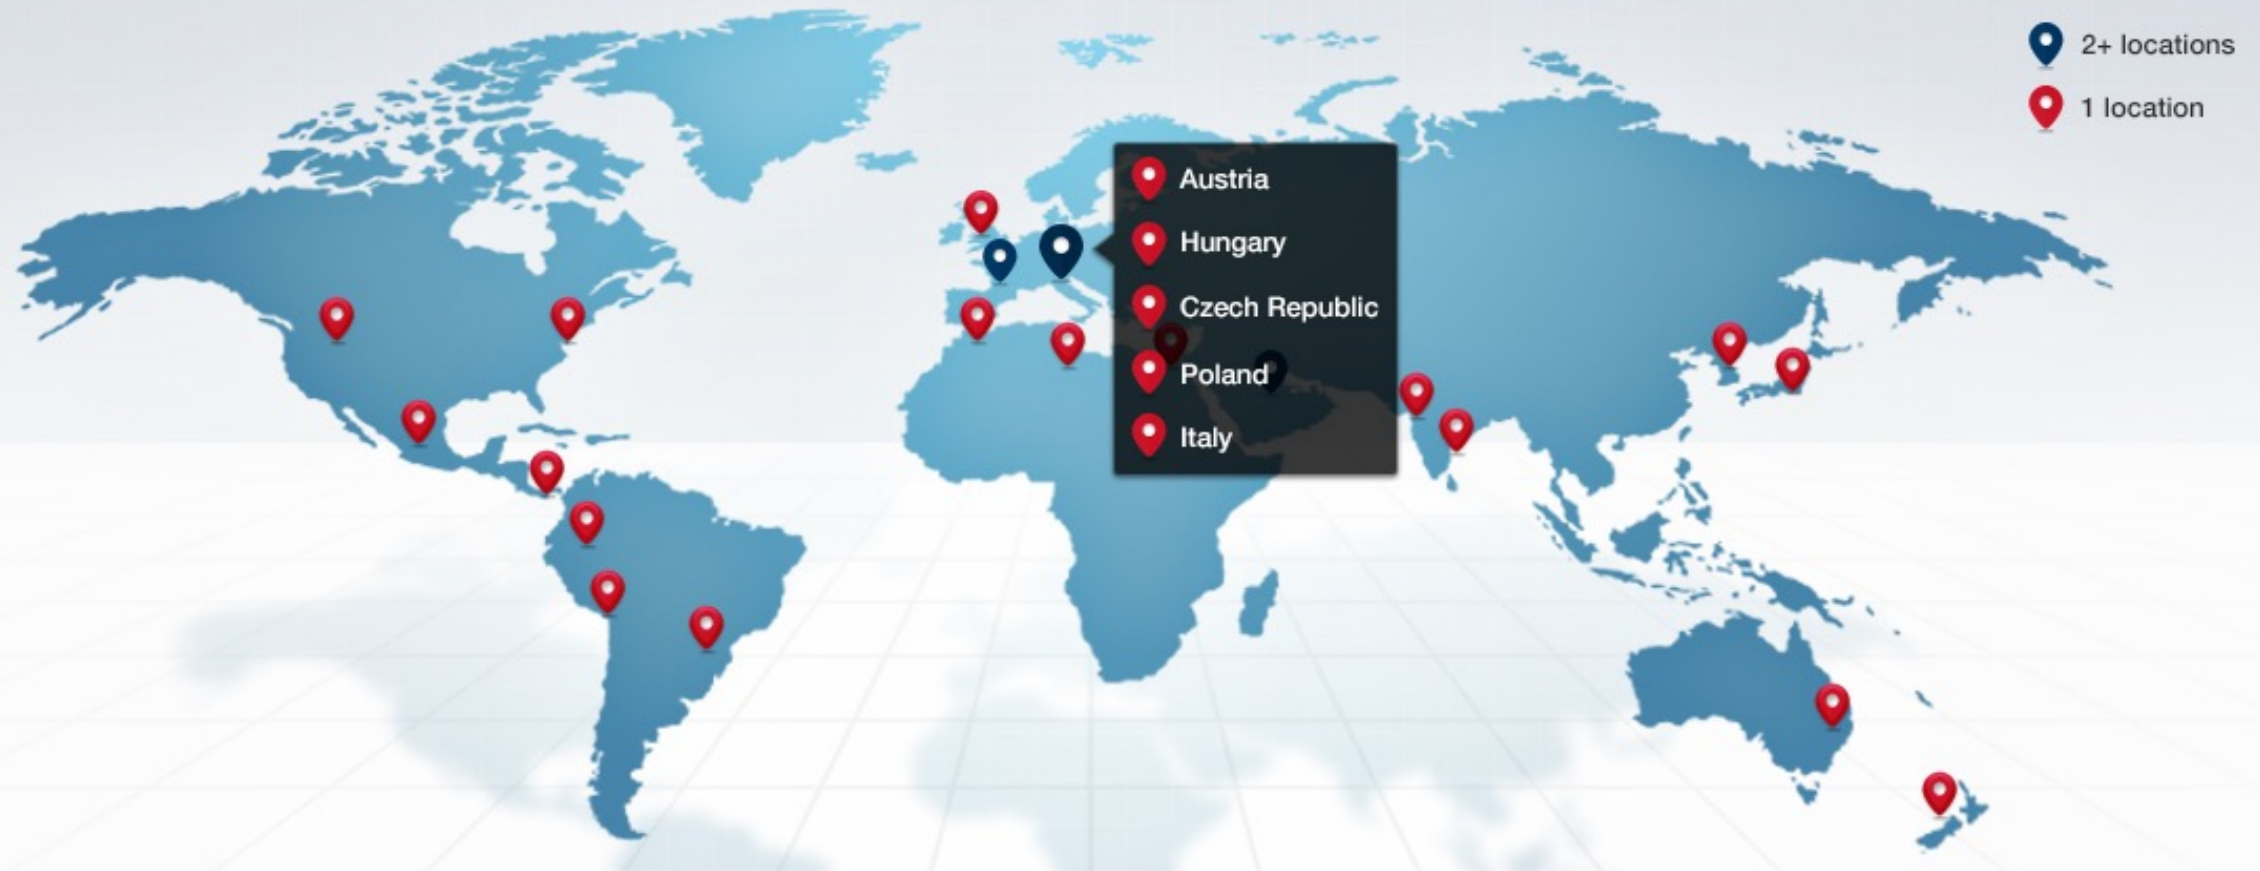 2+ locations
1 location
Austria
Hungary
Czech Republic
Poland
Italy